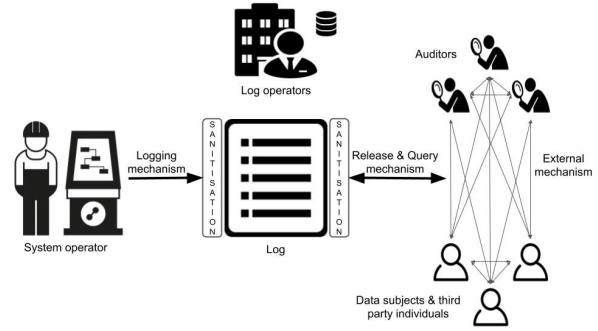 Auditors
Log operators
SANITISATION
SANITISATION
Logging
mechanism
Release & Query
mechanism
External
mechanism
System operator
Log
Data subjects & third
party individuals